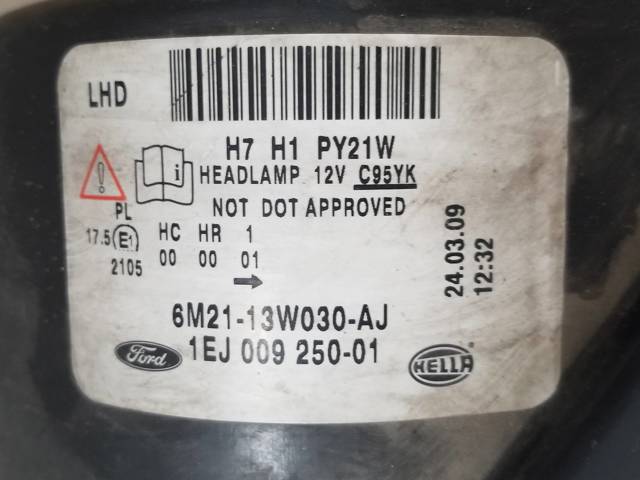 LHD
H7 H1 PY21W
HEADLAMP 12V C95YK
NOT DOT APPROVED
PL
17.5 E1 HC HR 1
2105 00 00 01
24.03.09
12:32
6M21-13W030-AJ
Ford 1EJ 009 250-01 HELLA